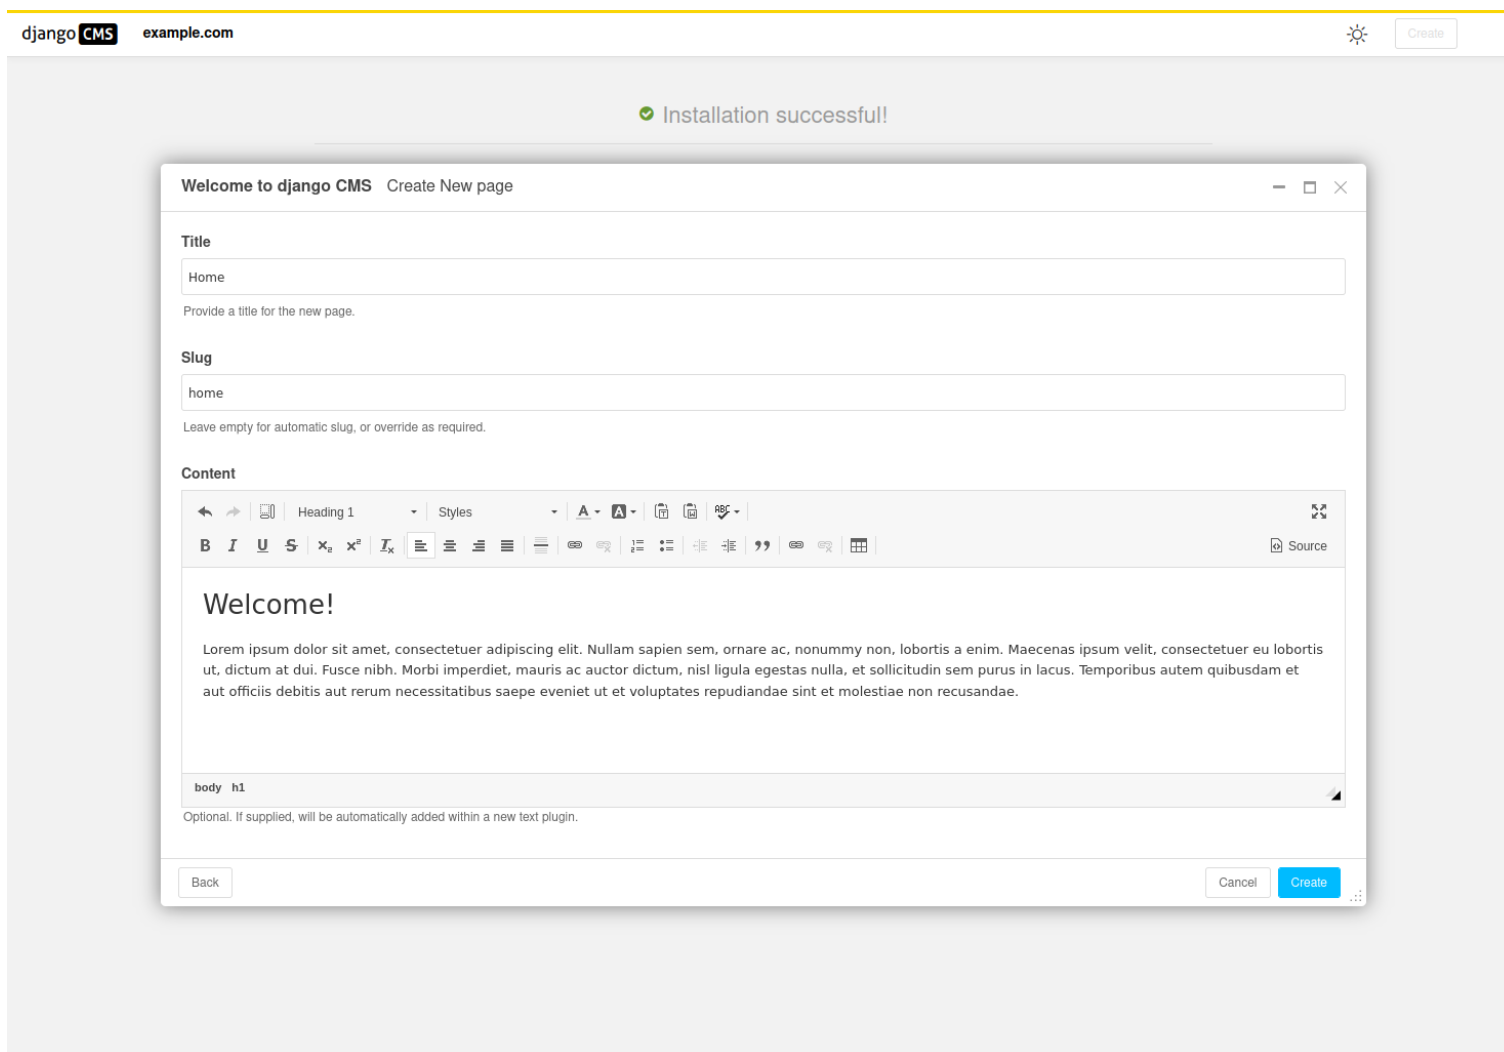 django CMS example.com Create
Installation successful!
Welcome to django CMS Create New page
Title
Home
Provide a title for the new page.
Slug
home
Leave empty for automatic slug, or override as required.
Content
Heading 1 Styles A A ABC
B I U S x₂ x² Tx Source
Welcome!
Lorem ipsum dolor sit amet, consectetuer adipiscing elit. Nullam sapien sem, ornare ac, nonummy non, lobortis a enim. Maecenas ipsum velit, consectetuer eu lobortis
ut, dictum at dui. Fusce nibh. Morbi imperdiet, mauris ac auctor dictum, nisl ligula egestas nulla, et sollicitudin sem purus in lacus. Temporibus autem quibusdam et
aut officiis debitis aut rerum necessitatibus saepe eveniet ut et voluptates repudiandae sint et molestiae non recusandae.
body h1
Optional. If supplied, will be automatically added within a new text plugin.
Back Cancel Create